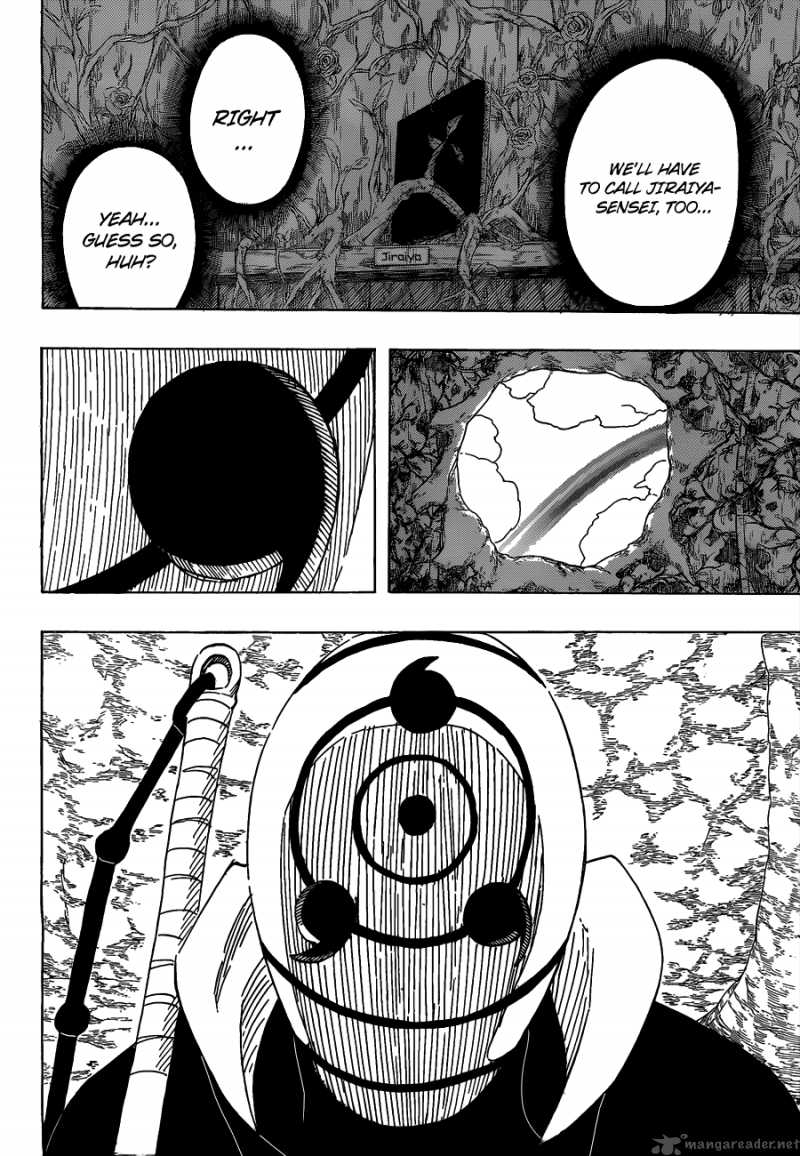 WE'LL HAVE
TO CALL JIRAIYA-
SENSEI, TOO...
RIGHT
...
YEAH...
GUESS SO,
HUH?
Jiraiya
mangareader.net